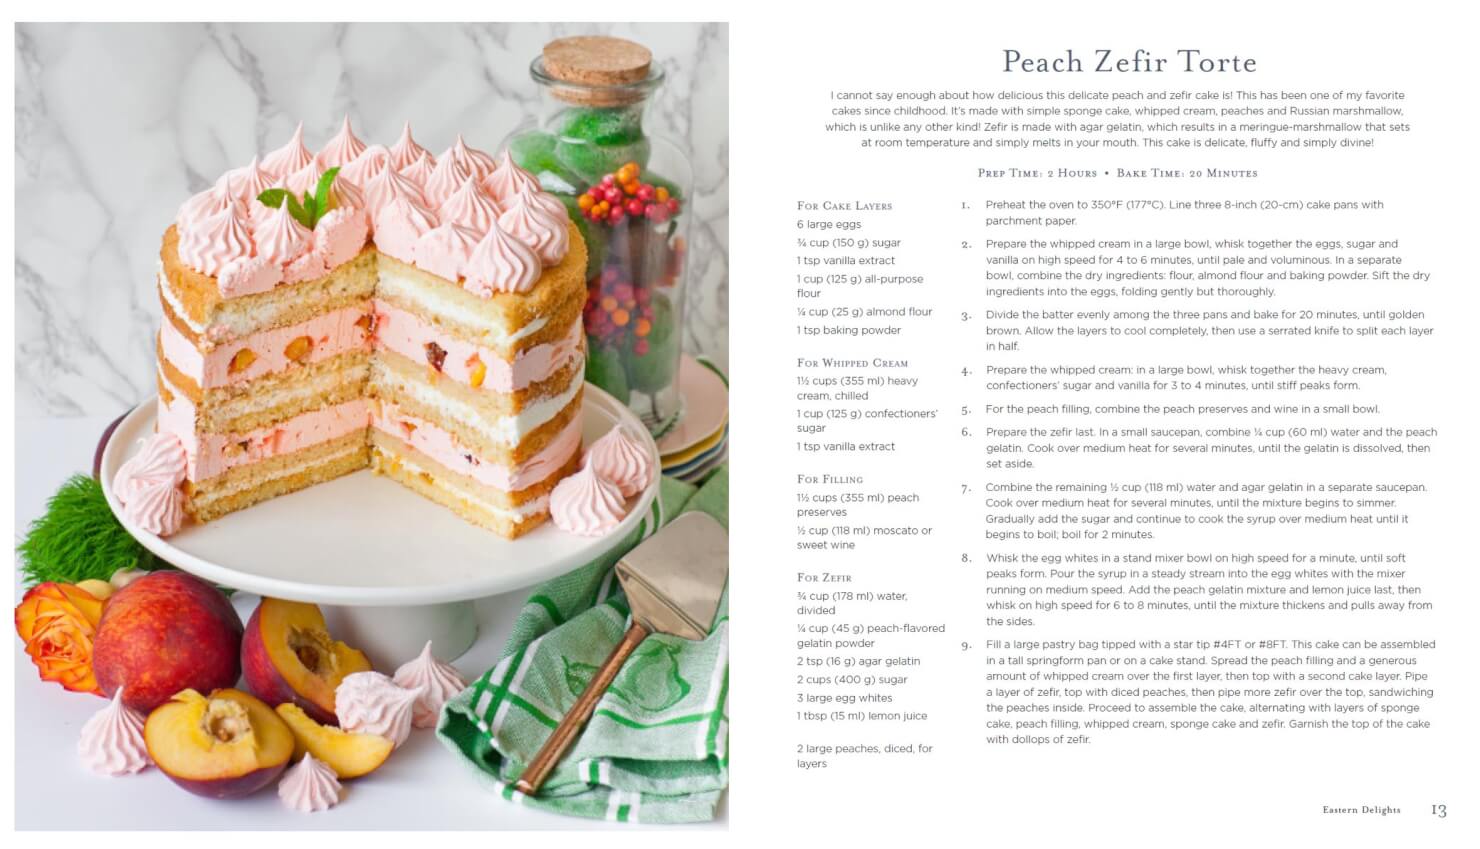 Peach Zefir Torte
I cannot say enough about how delicious this delicate peach and zefir cake is! This has been one of my favorite
cakes since childhood. It's made with simple sponge cake, whipped cream, peaches and Russian marshmallow,
which is unlike any other kind! Zefir is made with agar gelatin, which results in a meringue-marshmallow that sets
at room temperature and simply melts in your mouth. This cake is delicate, fluffy and simply divine!
Prep Time: 2 Hours • Bake Time: 20 Minutes
For Cake Layers
6 large eggs
¾ cup (150 g) sugar
1 tsp vanilla extract
1 cup (125 g) all-purpose
flour
¼ cup (25 g) almond flour
1 tsp baking powder
For Whipped Cream
1½ cups (355 ml) heavy
cream, chilled
1 cup (125 g) confectioners'
sugar
1 tsp vanilla extract
For Filling
1½ cups (355 ml) peach
preserves
½ cup (118 ml) moscato or
sweet wine
For Zefir
¾ cup (178 ml) water,
divided
¼ cup (45 g) peach-flavored
gelatin powder
2 tsp (16 g) agar gelatin
2 cups (400 g) sugar
3 large egg whites
1 tbsp (15 ml) lemon juice
2 large peaches, diced, for
layers
1. Preheat the oven to 350°F (177°C). Line three 8-inch (20-cm) cake pans with
parchment paper.
2. Prepare the whipped cream in a large bowl, whisk together the eggs, sugar and
vanilla on high speed for 4 to 6 minutes, until pale and voluminous. In a separate
bowl, combine the dry ingredients: flour, almond flour and baking powder. Sift the dry
ingredients into the eggs, folding gently but thoroughly.
3. Divide the batter evenly among the three pans and bake for 20 minutes, until golden
brown. Allow the layers to cool completely, then use a serrated knife to split each layer
in half.
4. Prepare the whipped cream: in a large bowl, whisk together the heavy cream,
confectioners' sugar and vanilla for 3 to 4 minutes, until stiff peaks form.
5. For the peach filling, combine the peach preserves and wine in a small bowl.
6. Prepare the zefir last. In a small saucepan, combine ¼ cup (60 ml) water and the peach
gelatin. Cook over medium heat for several minutes, until the gelatin is dissolved, then
set aside.
7. Combine the remaining ½ cup (118 ml) water and agar gelatin in a separate saucepan.
Cook over medium heat for several minutes, until the mixture begins to simmer.
Gradually add the sugar and continue to cook the syrup over medium heat until it
begins to boil; boil for 2 minutes.
8. Whisk the egg whites in a stand mixer bowl on high speed for a minute, until soft
peaks form. Pour the syrup in a steady stream into the egg whites with the mixer
running on medium speed. Add the peach gelatin mixture and lemon juice last, then
whisk on high speed for 6 to 8 minutes, until the mixture thickens and pulls away from
the sides.
9. Fill a large pastry bag tipped with a star tip #4FT or #8FT. This cake can be assembled
in a tall springform pan or on a cake stand. Spread the peach filling and a generous
amount of whipped cream over the first layer, then top with a second cake layer. Pipe
a layer of zefir, top with diced peaches, then pipe more zefir over the top, sandwiching
the peaches inside. Proceed to assemble the cake, alternating with layers of sponge
cake, peach filling, whipped cream, sponge cake and zefir. Garnish the top of the cake
with dollops of zefir.
Eastern Delights 13